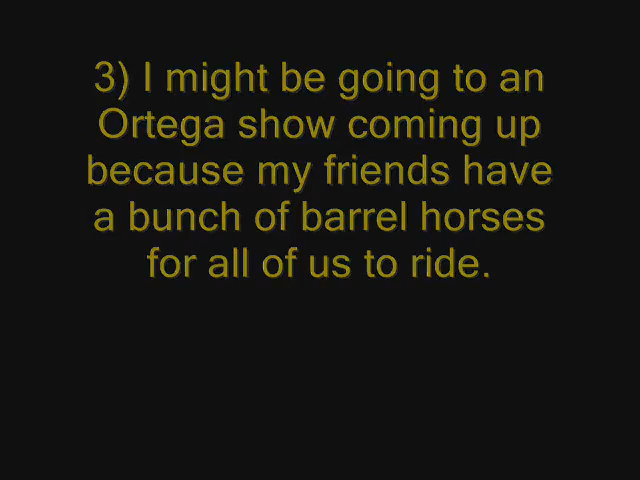 3) I might be going to an
Ortega show coming up
because my friends have
a bunch of barrel horses
for all of us to ride.